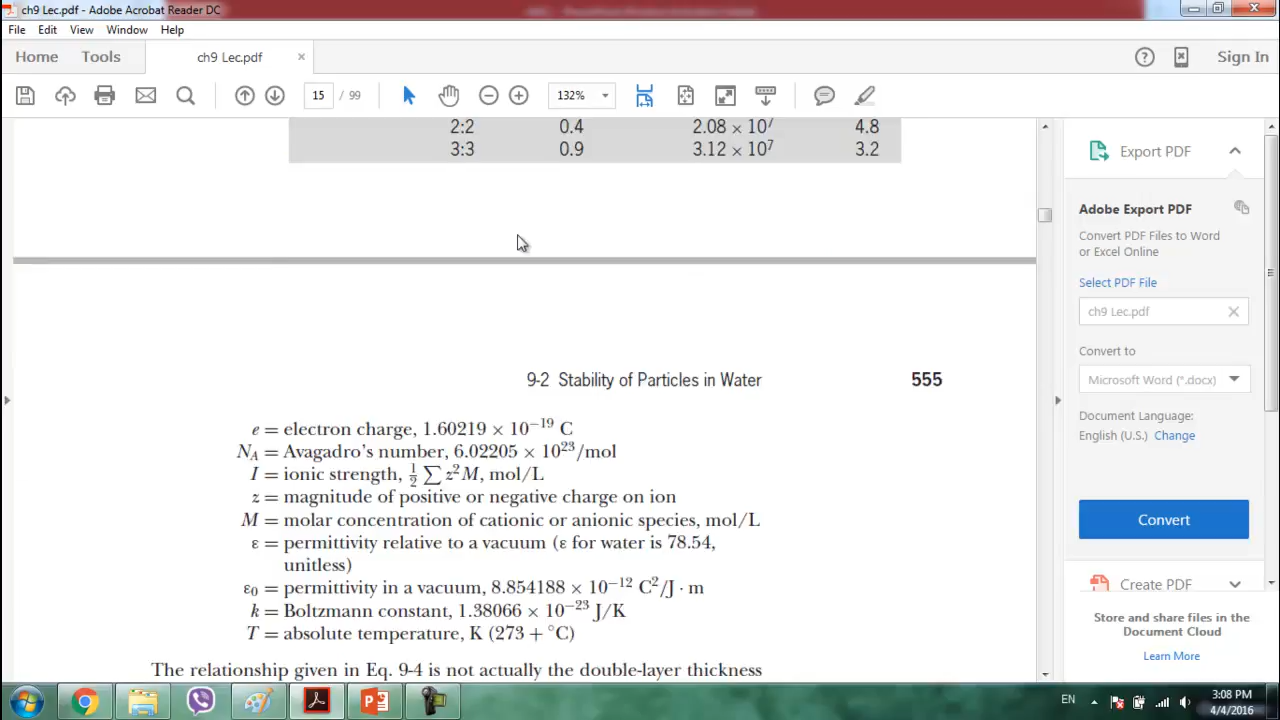 ch9 Lec.pdf - Adobe Acrobat Reader DC
File Edit View Window Help
Home Tools ch9 Lec.pdf × Sign In
15 / 99 132%
2:2 0.4 2.08 × 10⁷ 4.8
3:3 0.9 3.12 × 10⁷ 3.2
9-2 Stability of Particles in Water 555
e = electron charge, 1.60219 × 10⁻¹⁹ C
N_A = Avagadro's number, 6.02205 × 10²³/mol
I = ionic strength, ½ ∑ z²M, mol/L
z = magnitude of positive or negative charge on ion
M = molar concentration of cationic or anionic species, mol/L
ε = permittivity relative to a vacuum (ε for water is 78.54,
unitless)
ε₀ = permittivity in a vacuum, 8.854188 × 10⁻¹² C²/J · m
k = Boltzmann constant, 1.38066 × 10⁻²³ J/K
T = absolute temperature, K (273 + °C)
The relationship given in Eq. 9-4 is not actually the double-layer thickness
Export PDF
Adobe Export PDF
Convert PDF Files to Word
or Excel Online
Select PDF File
ch9 Lec.pdf
Convert to
Microsoft Word (*.docx)
Document Language:
English (U.S.) Change
Convert
Create PDF
Store and share files in the
Document Cloud
Learn More
EN 3:08 PM
4/4/2016